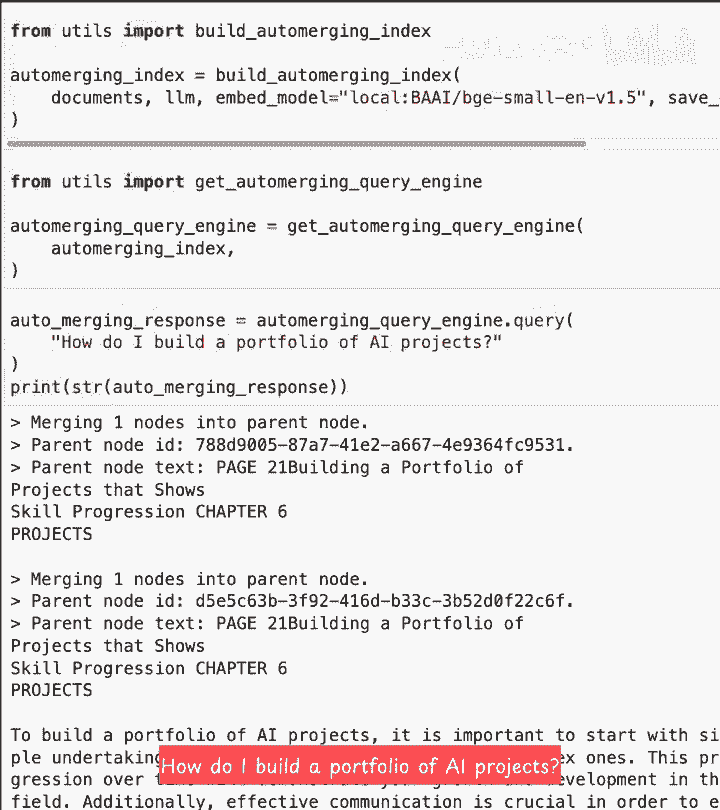 from utils import build_automerging_index
automerging_index = build_automerging_index(
documents, llm, embed_model="local:BAAI/bge-small-en-v1.5", save_
)
from utils import get_automerging_query_engine
automerging_query_engine = get_automerging_query_engine(
automerging_index,
)
auto_merging_response = automerging_query_engine.query(
"How do I build a portfolio of AI projects?"
)
print(str(auto_merging_response))
> Merging 1 nodes into parent node.
> Parent node id: 788d9005-87a7-41e2-a667-4e9364fc9531.
> Parent node text: PAGE 21Building a Portfolio of
Projects that Shows
Skill Progression CHAPTER 6
PROJECTS
> Merging 1 nodes into parent node.
> Parent node id: d5e5c63b-3f92-416d-b33c-3b52d0f22c6f.
> Parent node text: PAGE 21Building a Portfolio of
Projects that Shows
Skill Progression CHAPTER 6
PROJECTS
To build a portfolio of AI projects, it is important to start with si
ple undertaking ex ones. This pr
How do I build a portfolio of AI projects?
gression over development in th
field. Additionally, effective communication is crucial in order to